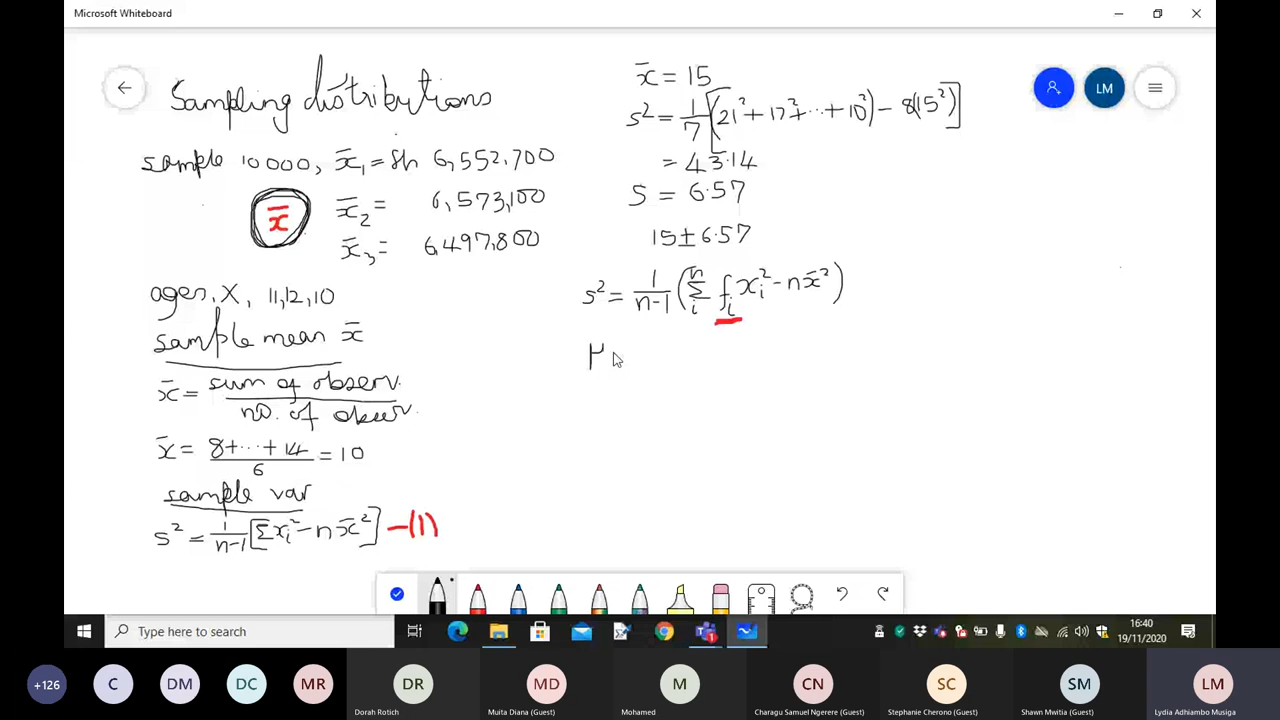 Microsoft Whiteboard
Sampling distributions
sample 10000, x̄₁ = sh 6,552,700
x̄
x̄₂ = 6,573,100
x̄₃ = 6,497,800
ages, X, 11, 12, 10
sample mean x̄
x̄ = sum of observ. / no. of observ.
x̄ = 8+⋯+14 / 6 = 10
sample var
s² = 1/(n-1) [Σxᵢ² - nx̄²] -(1)
x̄ = 15
s² = 1/7 [(21² + 17² + ⋯ + 10²) - 8(15²)]
= 43.14
S = 6.57
15 ± 6.57
s² = 1/(n-1) (Σᵢⁿ fᵢ xᵢ² - nx̄²)
μ
LM
Type here to search
16:40
19/11/2020
+126
C
DM
DC
MR
DR
Dorah Rotich
MD
Muita Diana (Guest)
M
Mohamed
CN
Charagu Samuel Ngerere (Guest)
SC
Stephanie Cherono (Guest)
SM
Shawn Mwitia (Guest)
LM
Lydia Adhiambo Musiga